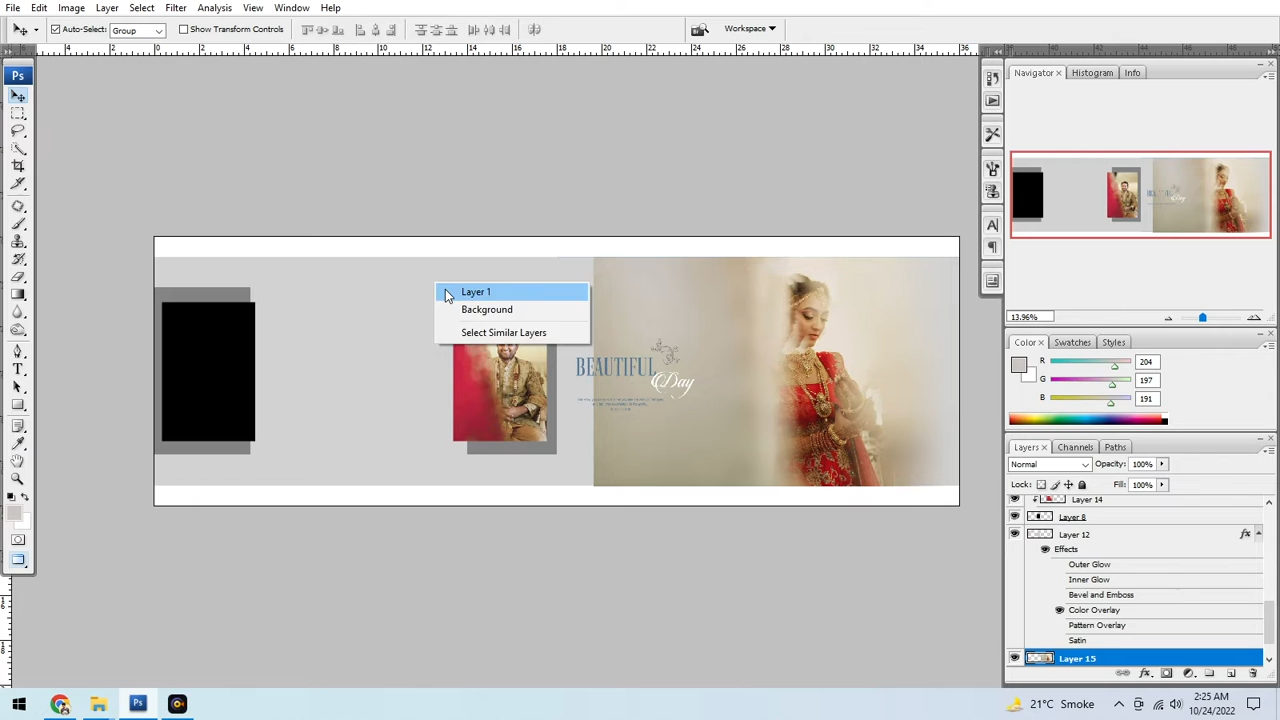 File Edit Image Layer Select Filter Analysis View Window Help
Auto-Select: Group Show Transform Controls Workspace
Ps
Navigator Histogram Info
13.96%
Color Swatches Styles
R 204
G 197
B 191
Layers Channels Paths
Normal Opacity: 100%
Lock: Fill: 100%
Layer 14
Layer 8
Layer 12 fx
Effects
Outer Glow
Inner Glow
Bevel and Emboss
Color Overlay
Pattern Overlay
Satin
Layer 15
Layer 1
Background
Select Similar Layers
BEAUTIFUL
Day
21°C Smoke
2:25 AM
10/24/2022